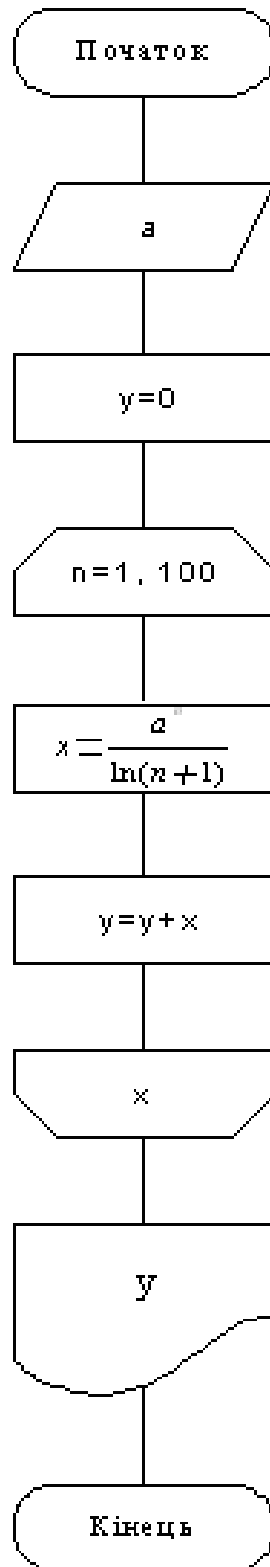 Початок
a
y=0
n=1, 100
x = a / ln(n+1)
y=y+x
x
y
Кінець